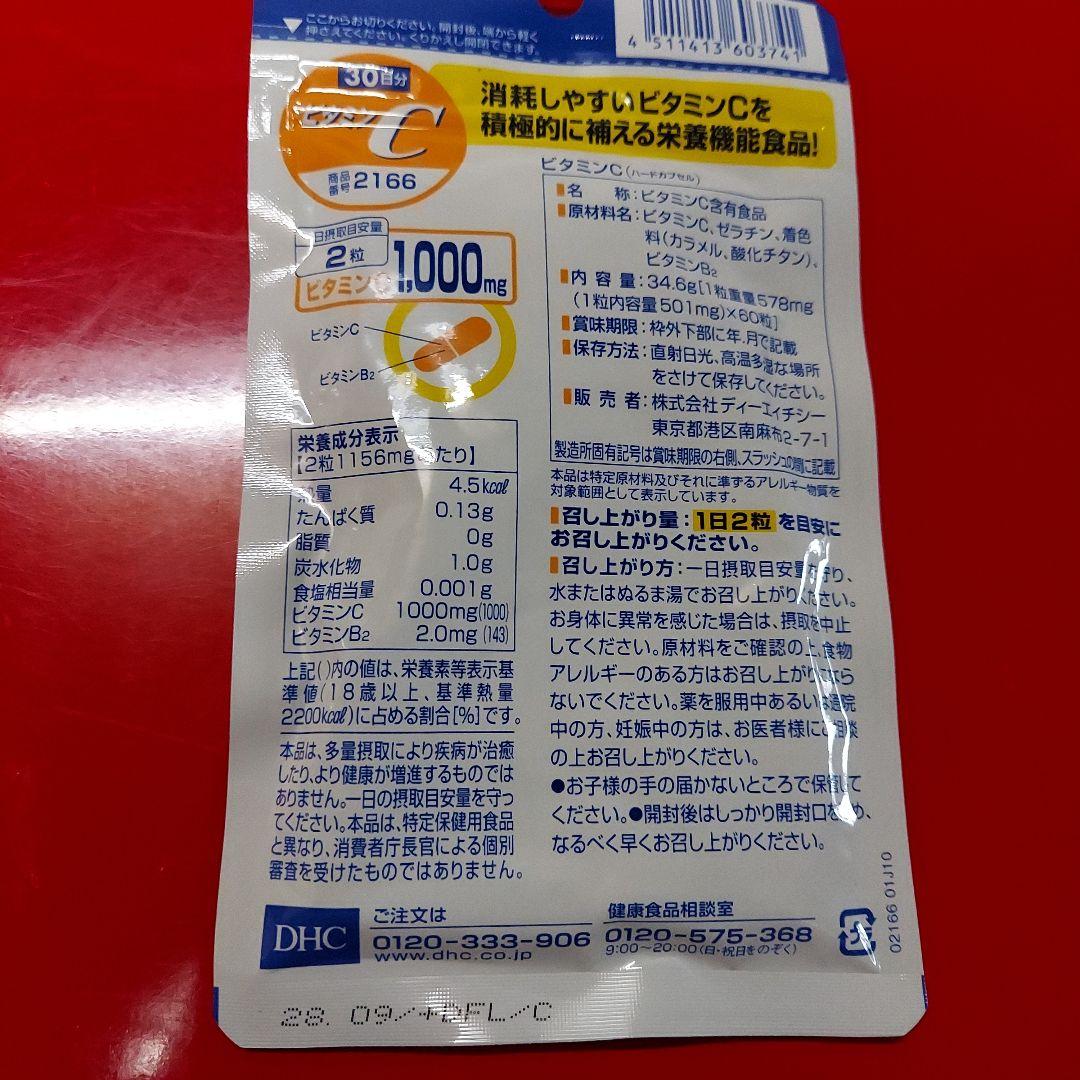 ここからお切りください。開封後、端から軽く
押さえてください。くりかえし開閉できます。
4 511413 603741
30日分
ビタミンC
商品番号 2166
消耗しやすいビタミンCを
積極的に補える栄養機能食品!
日摂取目安量
2粒
ビタミン
1,000mg
ビタミンC
ビタミンB2
栄養成分表示
【2粒1156mg たり】
量 4.5kcal
たんぱく質 0.13g
脂質 0g
炭水化物 1.0g
食塩相当量 0.001g
ビタミンC 1000mg(1000)
ビタミンB2 2.0mg(143)
上記( )内の値は、栄養素等表示基
準値(18歳以上、基準熱量
2200kcal)に占める割合[%]です。
本品は、多量摂取により疾病が治癒
したり、より健康が増進するものでは
ありません。一日の摂取目安量を守っ
てください。本品は、特定保健用食品
と異なり、消費者庁長官による個別
審査を受けたものではありません。
ビタミンC(ハードカプセル)
名 称:ビタミンC含有食品
原材料名:ビタミンC、ゼラチン、着色
料(カラメル、酸化チタン)、
ビタミンB2
内容量:34.6g[1粒重量578mg
(1粒内容量501mg)×60粒]
賞味期限:枠外下部に年.月で記載
保存方法:直射日光、高温多湿な場所
をさけて保存してください。
販売者:株式会社ディーエイチシー
東京都港区南麻布2-7-1
製造所固有記号は賞味期限の右側、スラッシュの間に記載
本品は特定原材料及びそれに準ずるアレルギー物質を
対象範囲として表示しています。
召し上がり量:1日2粒を目安に
お召し上がりください。
召し上がり方:一日摂取目安量 守り、
水またはぬるま湯でお召し上がりください。
お身体に異常を感じた場合は、摂取を中止
してください。原材料をご確認の上、食物
アレルギーのある方はお召し上がりになら
ないでください。薬を服用中あるいは通院
中の方、妊娠中の方は、お医者様にご相談
の上お召し上がりください。
●お子様の手の届かないところで保管して
ください。●開封後はしっかり開封口を め、
なるべく早くお召し上がりください。
DHC
ご注文は
0120-333-906
www.dhc.co.jp
健康食品相談室
0120-575-368
9:00〜20:00(日・祝日をのぞく)
プラ
02166 01J10
28. 09/+DFL/C